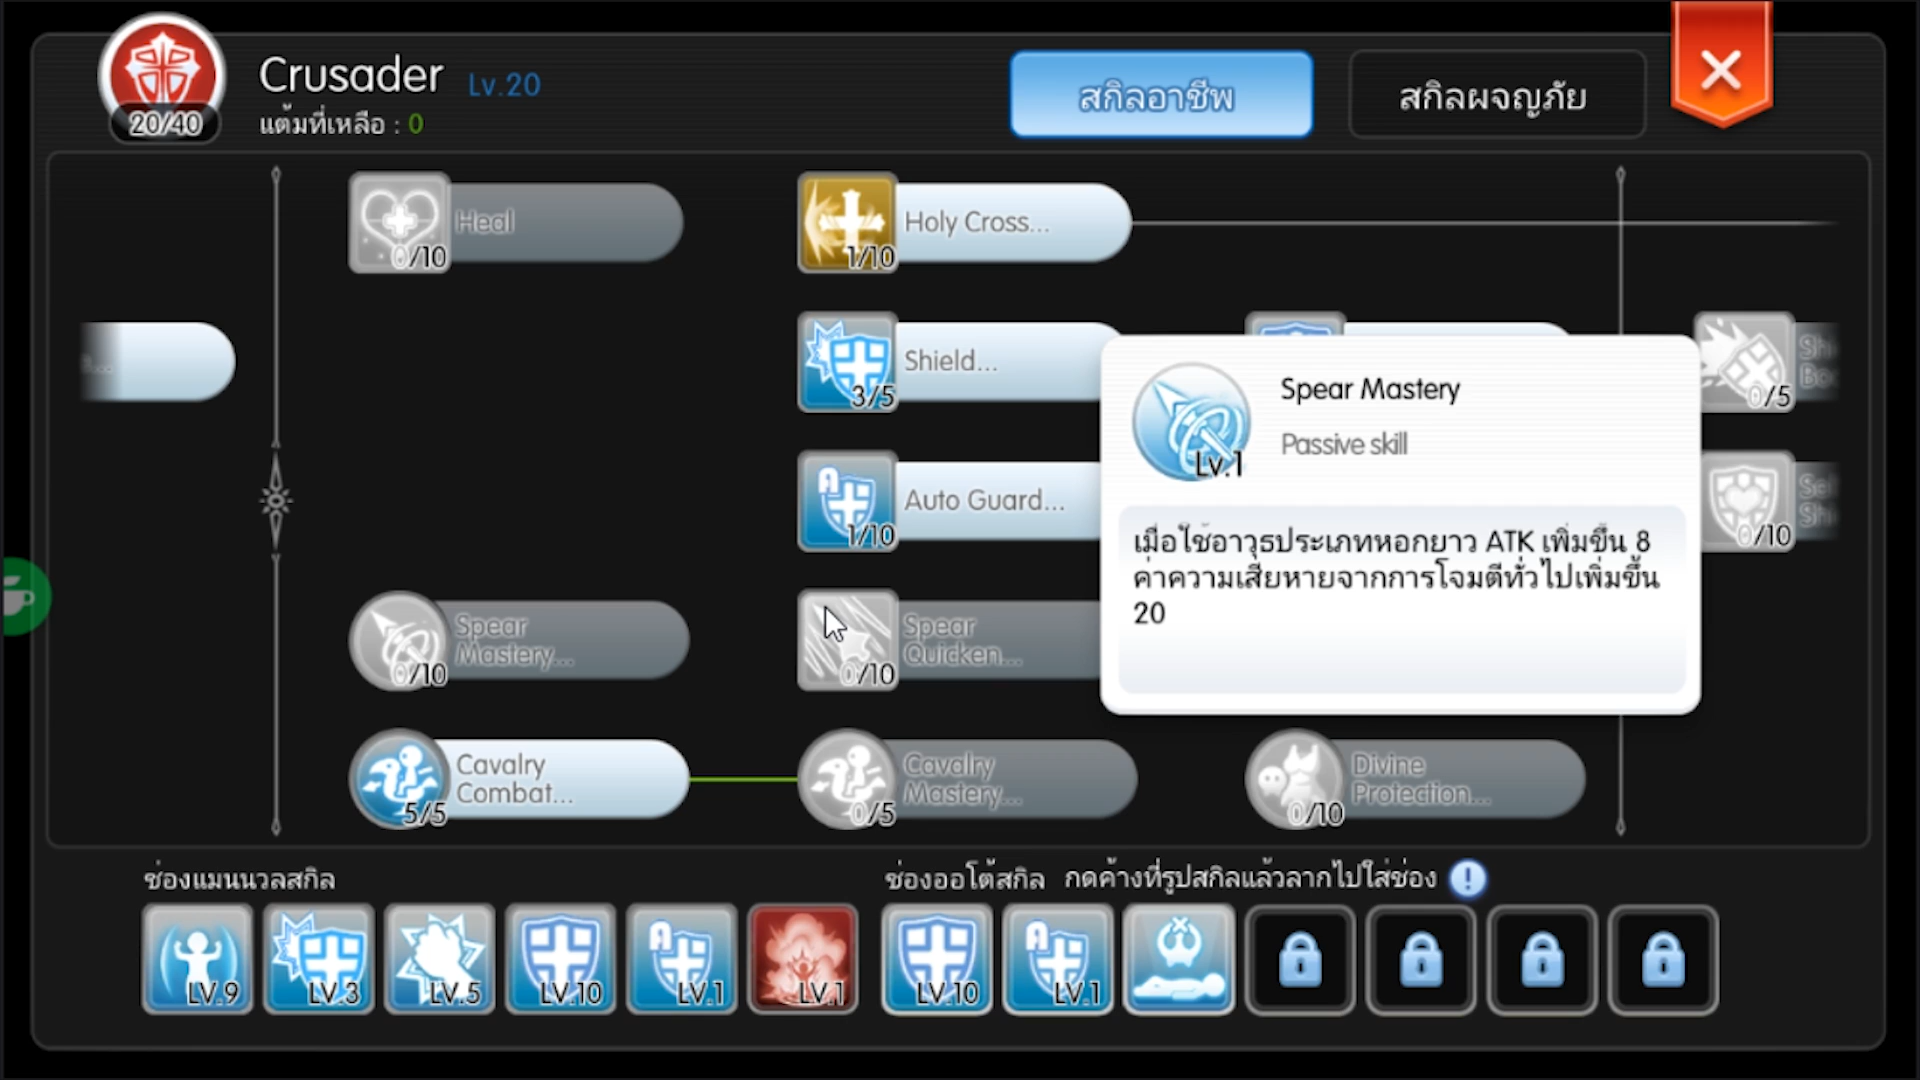 Crusader Lv.20
20/40
แต้มที่เหลือ : 0
สกิลอาชีพ
สกิลผจญภัย
Heal
0/10
Holy Cross...
1/10
Shield...
3/5
Auto Guard...
1/10
Spear
Mastery...
0/10
Spear
Quicken...
0/10
Cavalry
Combat...
5/5
Cavalry
Mastery...
0/5
Divine
Protection...
0/10
0/5
0/10
Spear Mastery
Passive skill
Lv.1
เมื่อใช้อาวุธประเภทหอกยาว ATK เพิ่มขึ้น 8
ค่าความเสียหายจากการโจมตีทั่วไปเพิ่มขึ้น
20
ช่องแมนนวลสกิล
LV.9
LV.3
LV.5
LV.10
LV.1
LV.1
ช่องออโต้สกิล กดค้างที่รูปสกิลแล้วลากไปใส่ช่อง
LV.10
LV.1